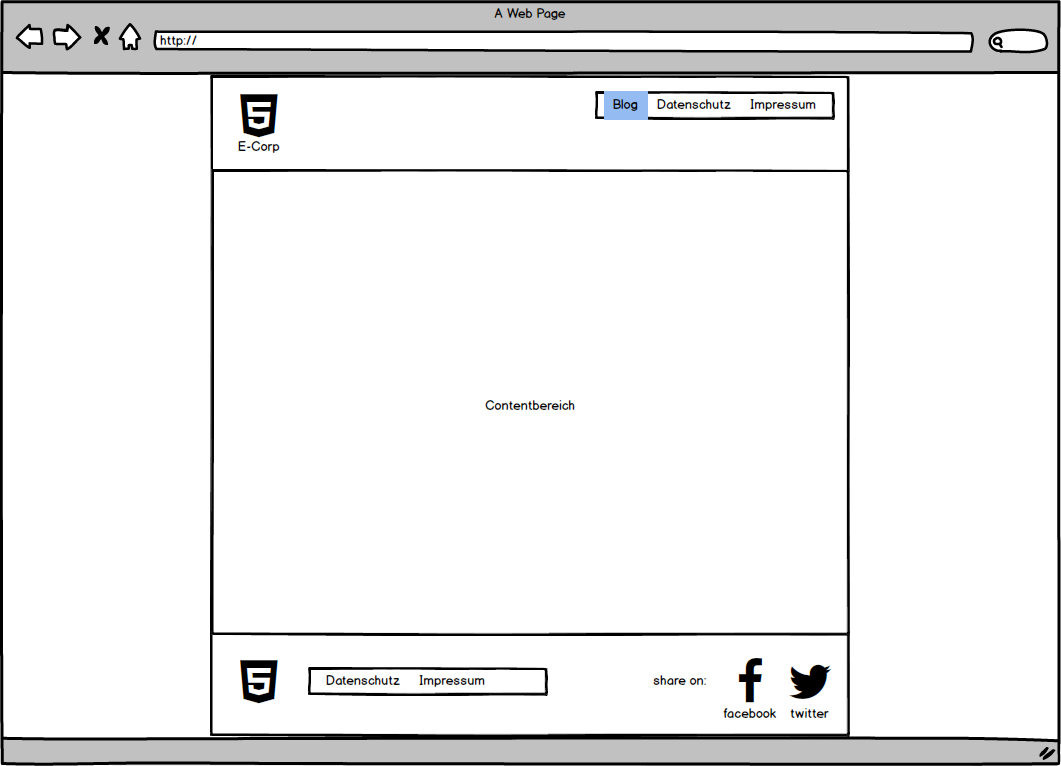 A Web Page
http://
Blog Datenschutz Impressum
E-Corp
Contentbereich
Datenschutz Impressum
share on:
facebook twitter